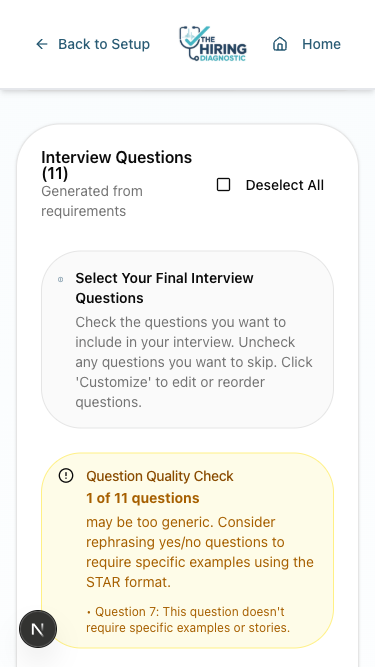 Back to Setup
THE
HIRING
DIAGNOSTIC
Home
Interview Questions
(11)
Generated from
requirements
Deselect All
Select Your Final Interview
Questions
Check the questions you want to
include in your interview. Uncheck
any questions you want to skip. Click
'Customize' to edit or reorder
questions.
Question Quality Check
1 of 11 questions
may be too generic. Consider
rephrasing yes/no questions to
require specific examples using the
STAR format.
• Question 7: This question doesn't
require specific examples or stories.
N